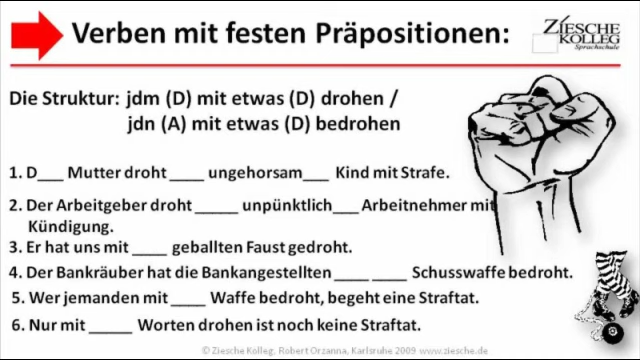 Verben mit festen Präpositionen:
ZIESCHE
KOLLEG
Sprachschule
Die Struktur: jdm (D) mit etwas (D) drohen /
jdn (A) mit etwas (D) bedrohen
1. D___ Mutter droht ____ ungehorsam___ Kind mit Strafe.
2. Der Arbeitgeber droht _____ unpünktlich___ Arbeitnehmer mit
Kündigung.
3. Er hat uns mit ____ geballten Faust gedroht.
4. Der Bankräuber hat die Bankangestellten ____ ____ Schusswaffe bedroht.
5. Wer jemanden mit ____ Waffe bedroht, begeht eine Straftat.
6. Nur mit _____ Worten drohen ist noch keine Straftat.
© Ziesche Kolleg, Robert Orzanna, Karlsruhe 2009 www.ziesche.de